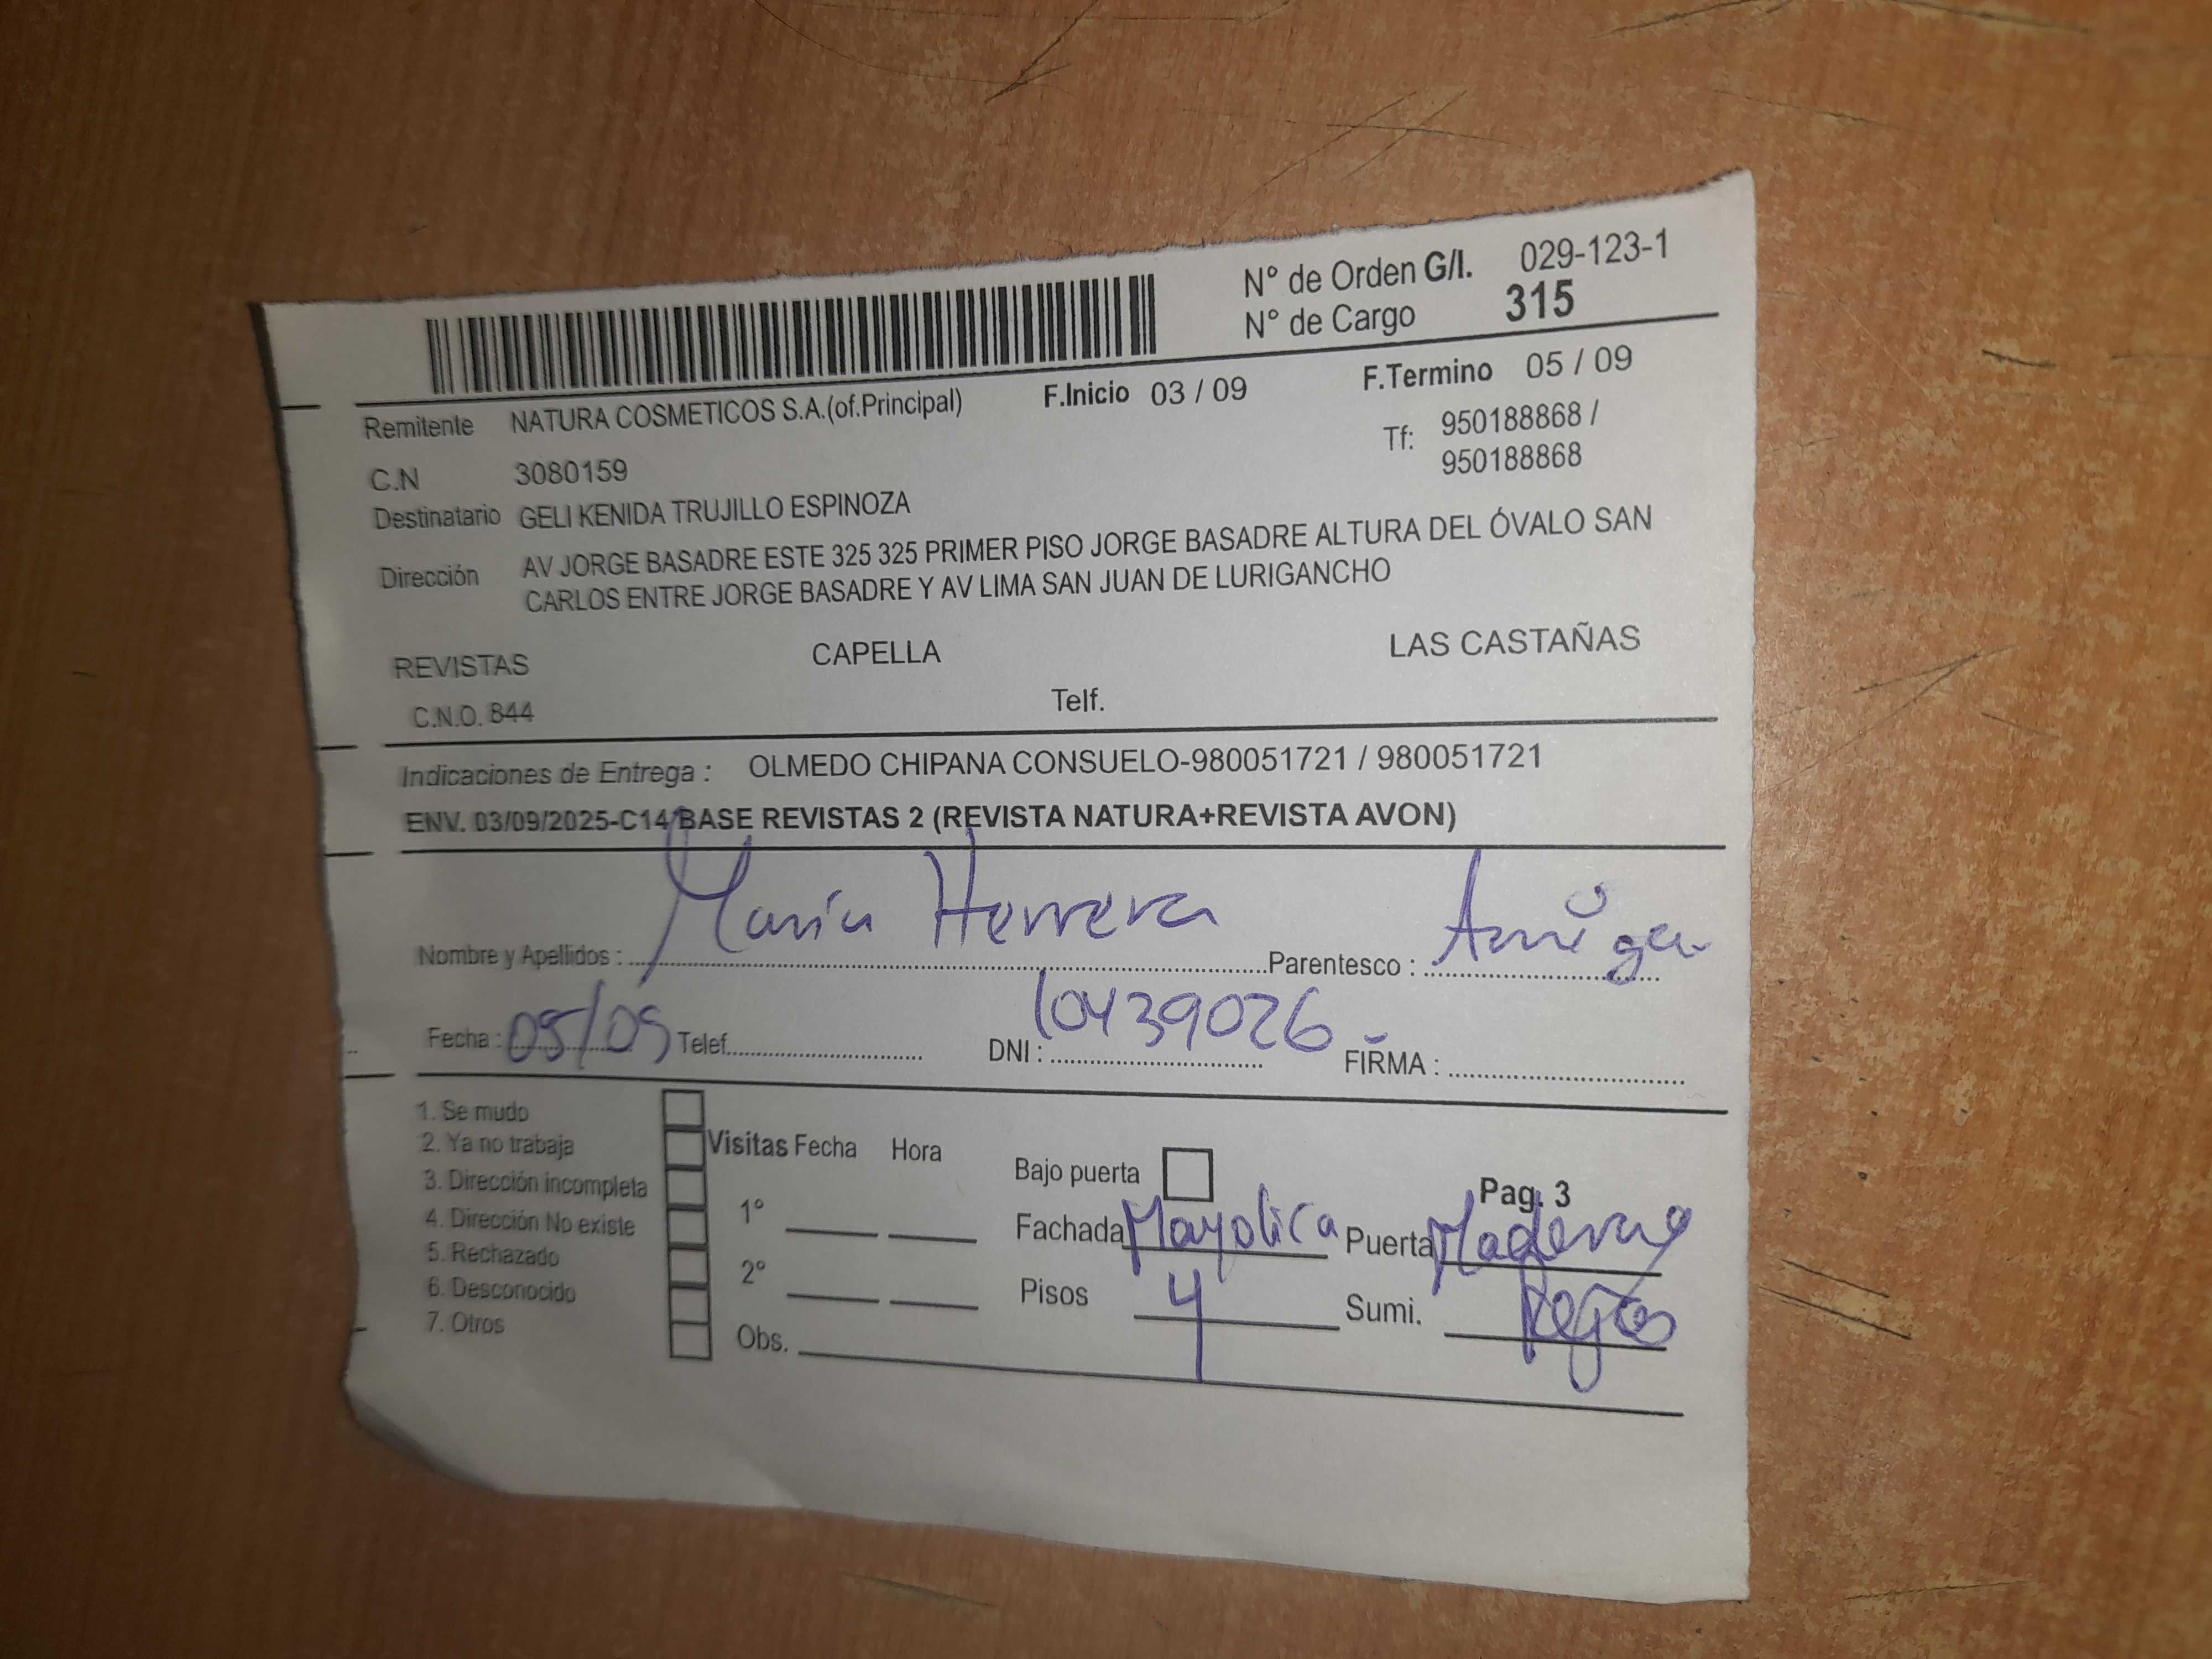 N° de Orden G/I. 029-123-1
N° de Cargo 315
Remitente NATURA COSMETICOS S.A.(of.Principal) F.Inicio 03 / 09 F.Termino 05 / 09
C.N 3080159 Tf: 950188868 /
950188868
Destinatario GELI KENIDA TRUJILLO ESPINOZA
Dirección AV JORGE BASADRE ESTE 325 325 PRIMER PISO JORGE BASADRE ALTURA DEL ÓVALO SAN
CARLOS ENTRE JORGE BASADRE Y AV LIMA SAN JUAN DE LURIGANCHO
REVISTAS CAPELLA LAS CASTAÑAS
C.N.O. 844 Telf.
Indicaciones de Entrega : OLMEDO CHIPANA CONSUELO-980051721 / 980051721
ENV. 03/09/2025-C14 BASE REVISTAS 2 (REVISTA NATURA+REVISTA AVON)
Nombre y Apellidos : María Herrera Parentesco : Amiga
Fecha : 05/09 Telef. DNI : 10439026 FIRMA :
1. Se mudo
2. Ya no trabaja
3. Dirección incompleta
4. Dirección No existe
5. Rechazado
6. Desconocido
7. Otros
Visitas Fecha Hora
1°
2°
Obs.
Bajo puerta Pag. 3
Fachada Mayolica Puerta Madera
Pisos 4 Sumi. Rejas